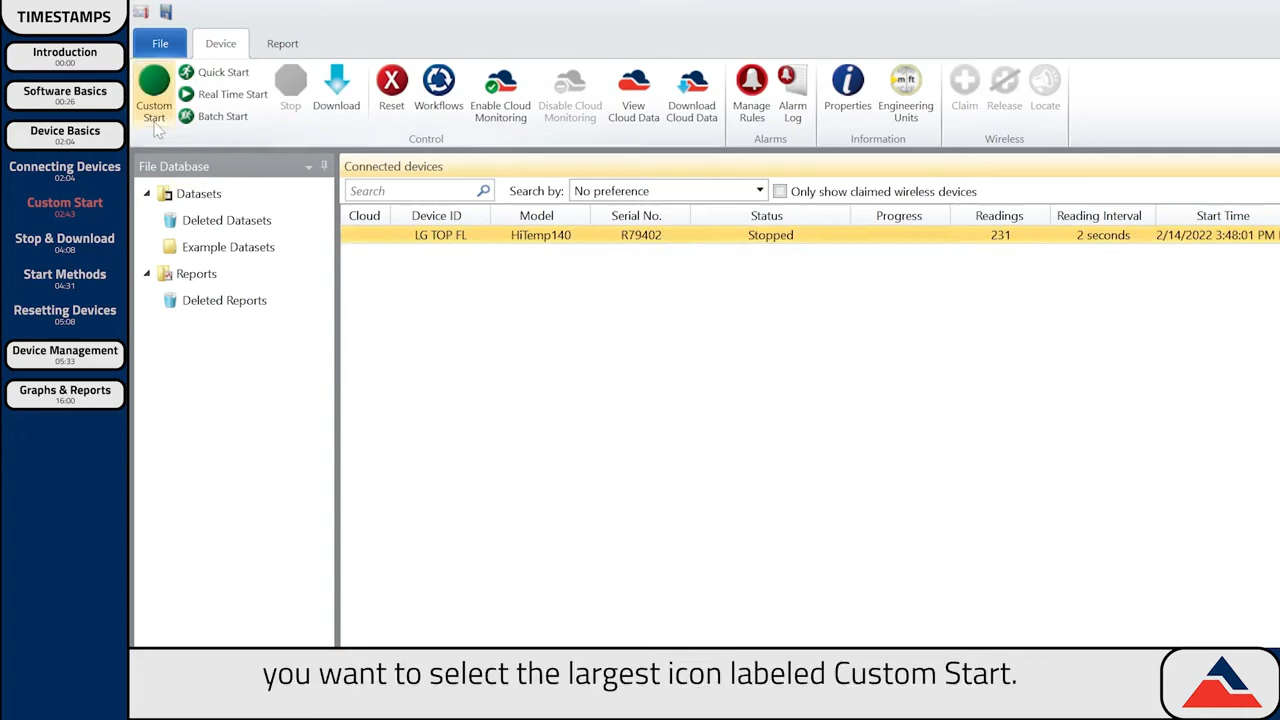 TIMESTAMPS
Introduction
00:00
Software Basics
00:26
Device Basics
02:04
Connecting Devices
02:04
Custom Start
02:43
Stop & Download
04:08
Start Methods
04:31
Resetting Devices
05:08
Device Management
05:33
Graphs & Reports
16:00
File Device Report
Custom Start
Quick Start
Real Time Start
Batch Start
Stop
Download
Reset
Workflows
Enable Cloud
Monitoring
Disable Cloud
Monitoring
View
Cloud Data
Download
Cloud Data
Control
Manage
Rules
Alarm
Log
Alarms
Properties
Engineering
Units
Information
Claim
Release
Locate
Wireless
File Database
Datasets
Deleted Datasets
Example Datasets
Reports
Deleted Reports
Connected devices
Search Search by: No preference Only show claimed wireless devices
Cloud Device ID Model Serial No. Status Progress Readings Reading Interval Start Time
LG TOP FL HiTemp140 R79402 Stopped 231 2 seconds 2/14/2022 3:48:01 PM
you want to select the largest icon labeled Custom Start.